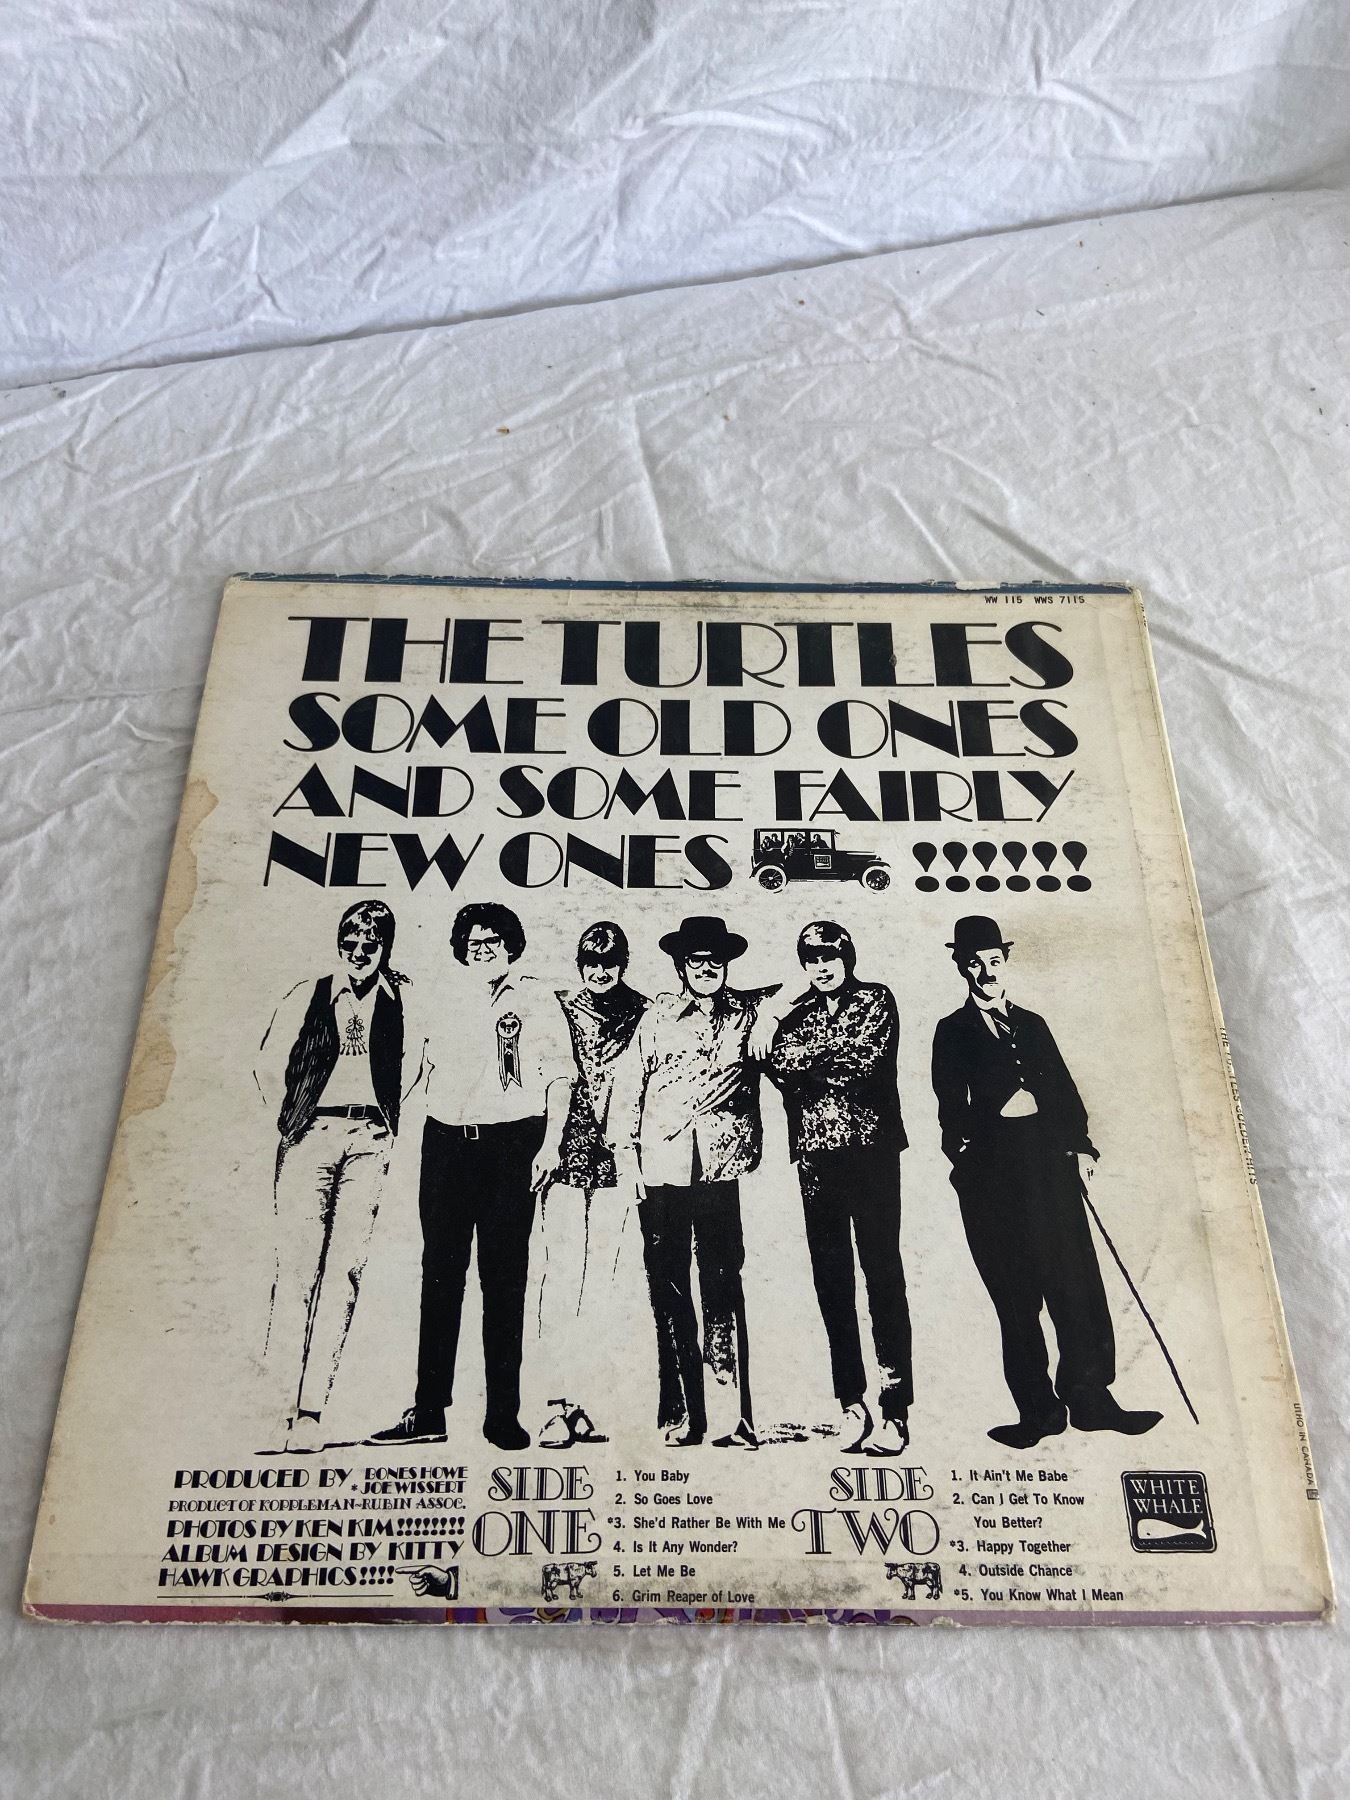 WW 115 WWS 7115
THE TURTLES
SOME OLD ONES
AND SOME FAIRLY
NEW ONES !!!!!!
PRODUCED BY BONES HOWE
* JOE WISSERT
PRODUCT OF KOPPLEMAN-RUBIN ASSOC.
PHOTOS BY KEN KIM!!!!!!!!
ALBUM DESIGN BY KITTY
HAWK GRAPHICS!!!!
SIDE
ONE
1. You Baby
2. So Goes Love
*3. She'd Rather Be With Me
4. Is It Any Wonder?
5. Let Me Be
6. Grim Reaper of Love
SIDE
TWO
1. It Ain't Me Babe
2. Can I Get To Know
You Better?
*3. Happy Together
4. Outside Chance
*5. You Know What I Mean
WHITE
WHALE
THE TURTLES GOLDEN HITS
LITHO IN CANADA